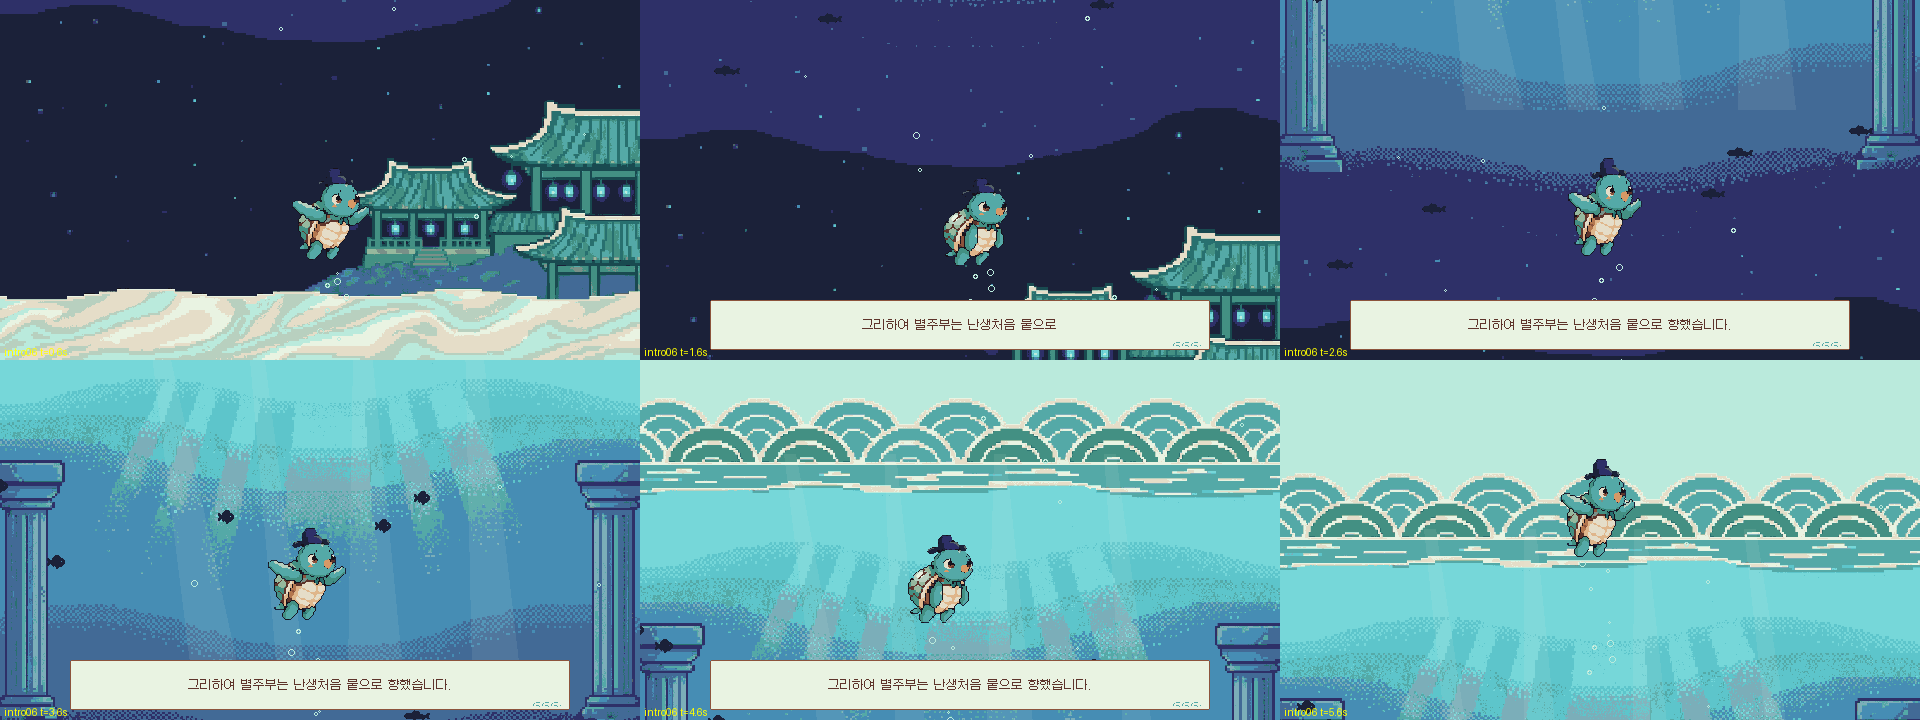 그리하여 별주부는 난생처음 뭍으로
intro06 t=1.6s
그리하여 별주부는 난생처음 뭍으로 향했습니다.
intro06 t=2.6s
그리하여 별주부는 난생처음 뭍으로 향했습니다.
intro06 t=3.6s
그리하여 별주부는 난생처음 뭍으로 향했습니다.
intro06 t=4.6s
intro06 t=5.6s